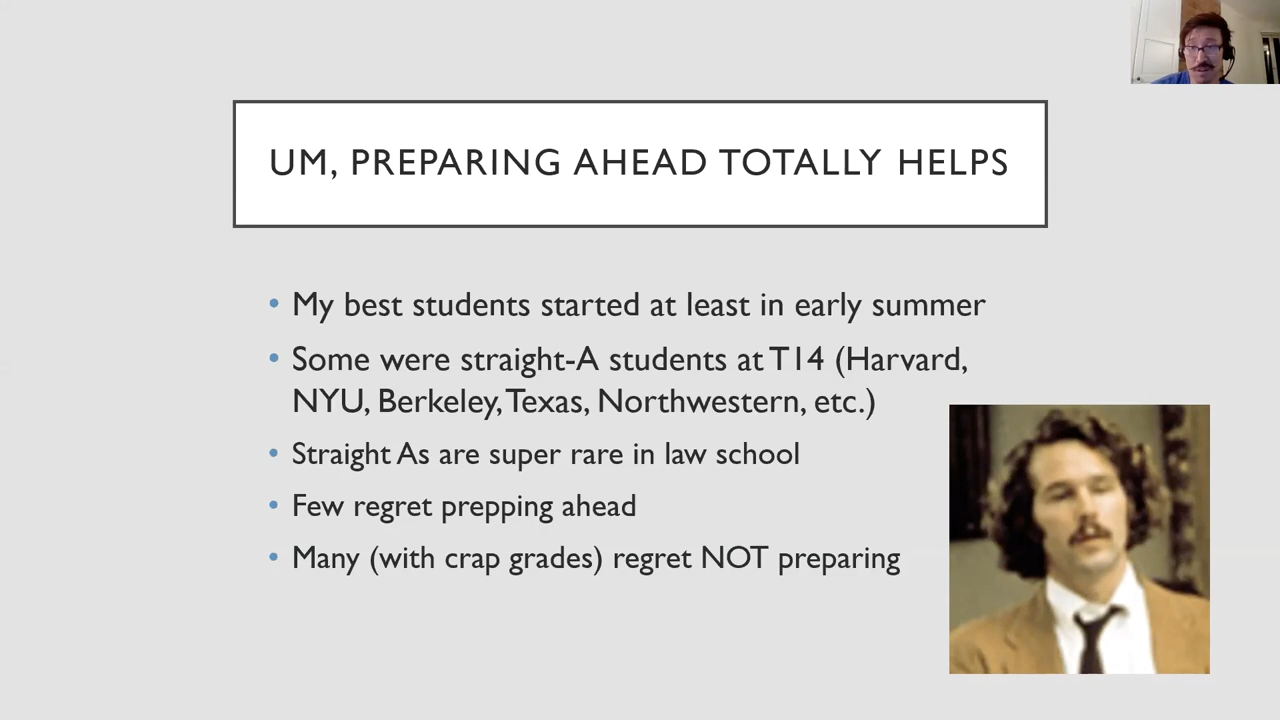 UM, PREPARING AHEAD TOTALLY HELPS
• My best students started at least in early summer
• Some were straight-A students at T14 (Harvard,
NYU, Berkeley, Texas, Northwestern, etc.)
• Straight As are super rare in law school
• Few regret prepping ahead
• Many (with crap grades) regret NOT preparing